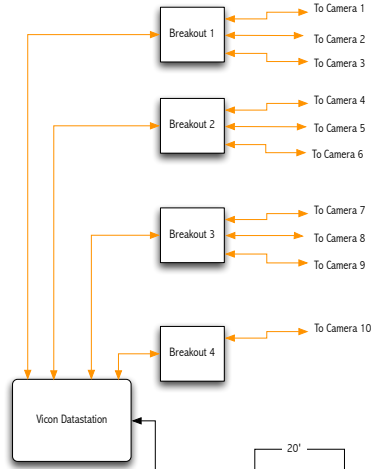 To Camera 1
Breakout 1
To Camera 2
To Camera 3
To Camera 4
Breakout 2
To Camera 5
To Camera 6
To Camera 7
Breakout 3
To Camera 8
To Camera 9
To Camera 10
Breakout 4
Vicon Datastation
20'